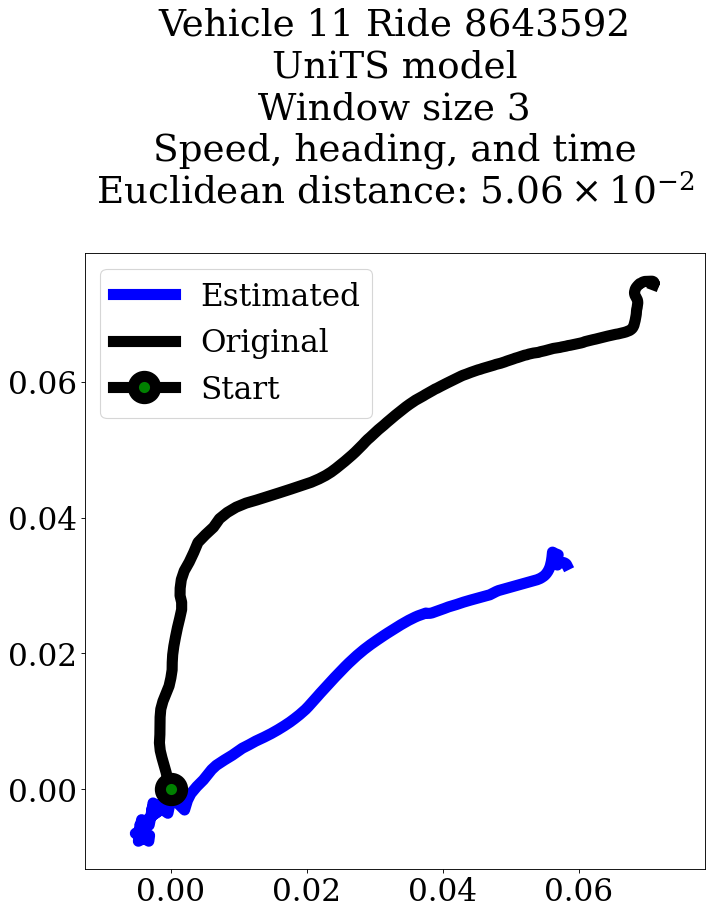 Vehicle 11 Ride 8643592
UniTS model
Window size 3
Speed, heading, and time
Euclidean distance: 5.06 × 10⁻²
Estimated
Original
Start
0.06
0.04
0.02
0.00
0.00 0.02 0.04 0.06